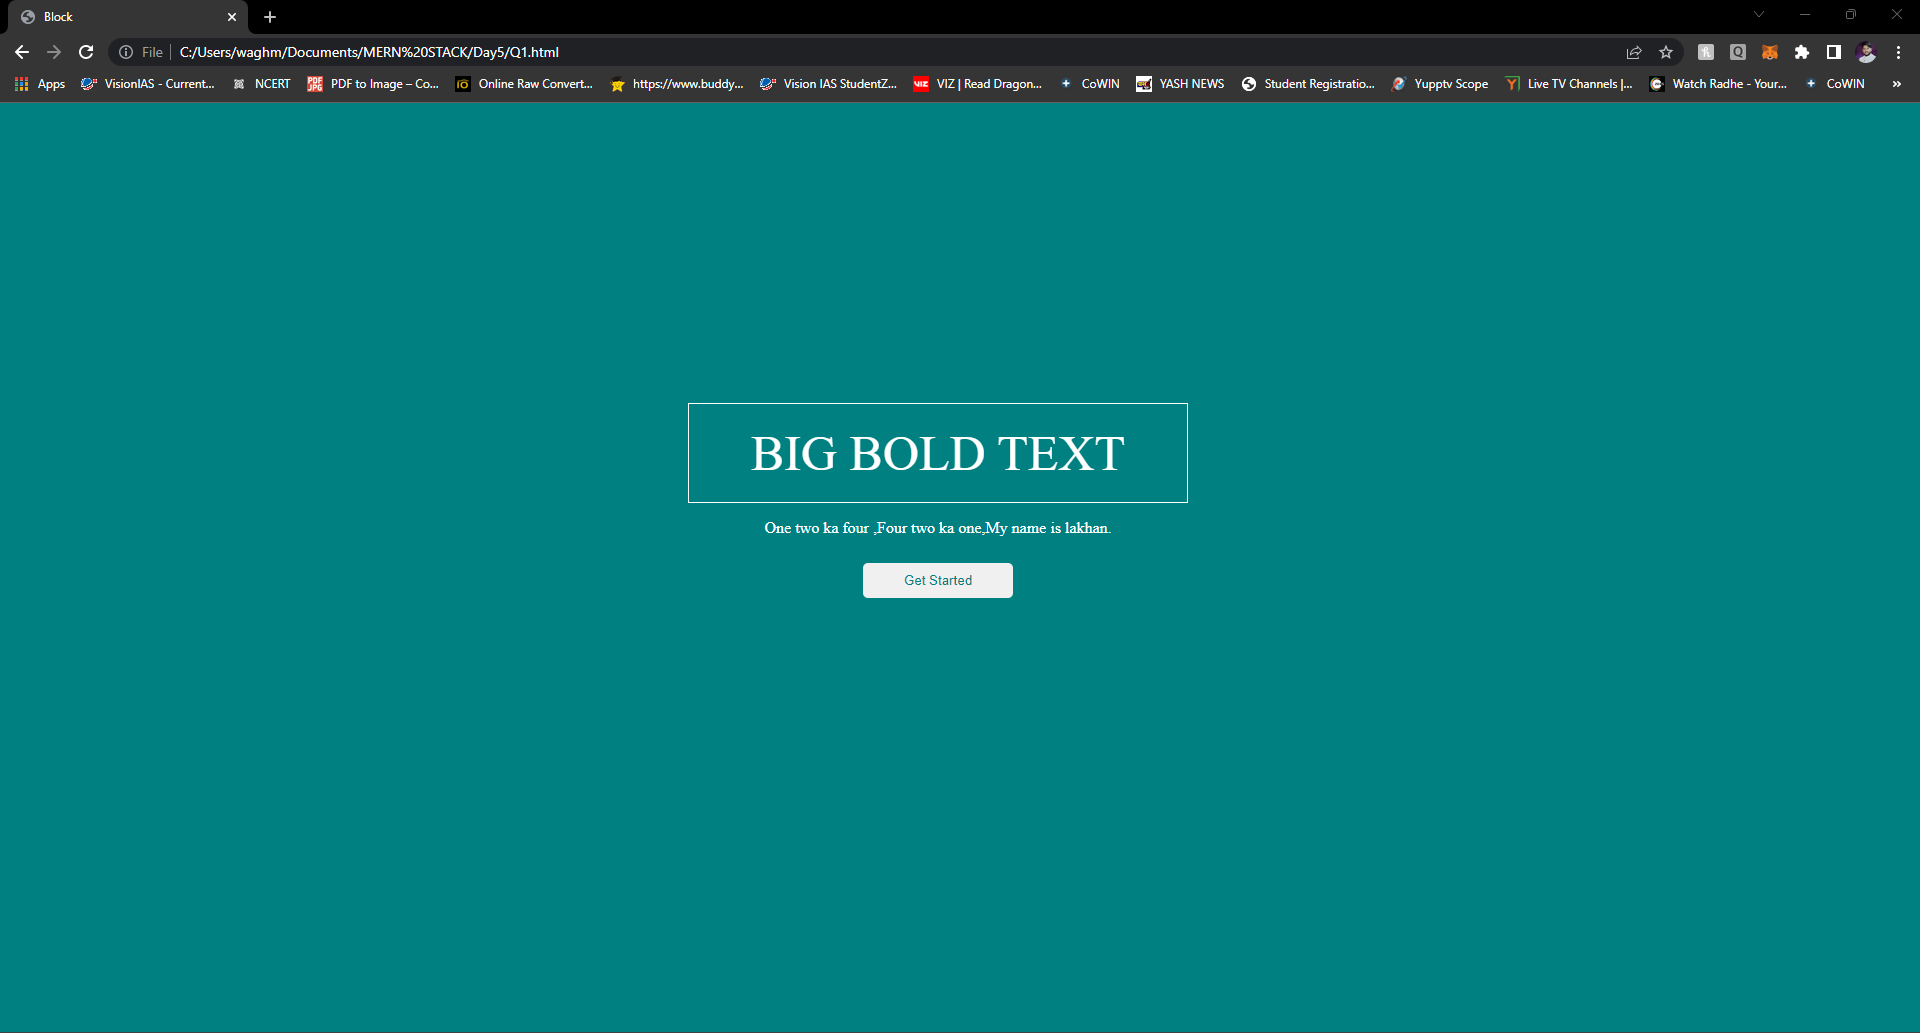 Block
File C:/Users/waghm/Documents/MERN%20STACK/Day5/Q1.html
Apps VisionIAS - Current... NCERT PDF to Image – Co... Online Raw Convert... https://www.buddy... Vision IAS StudentZ... VIZ | Read Dragon... CoWIN YASH NEWS Student Registratio... Yupptv Scope Live TV Channels |... Watch Radhe - Your... CoWIN »
BIG BOLD TEXT
One two ka four ,Four two ka one,My name is lakhan.
Get Started